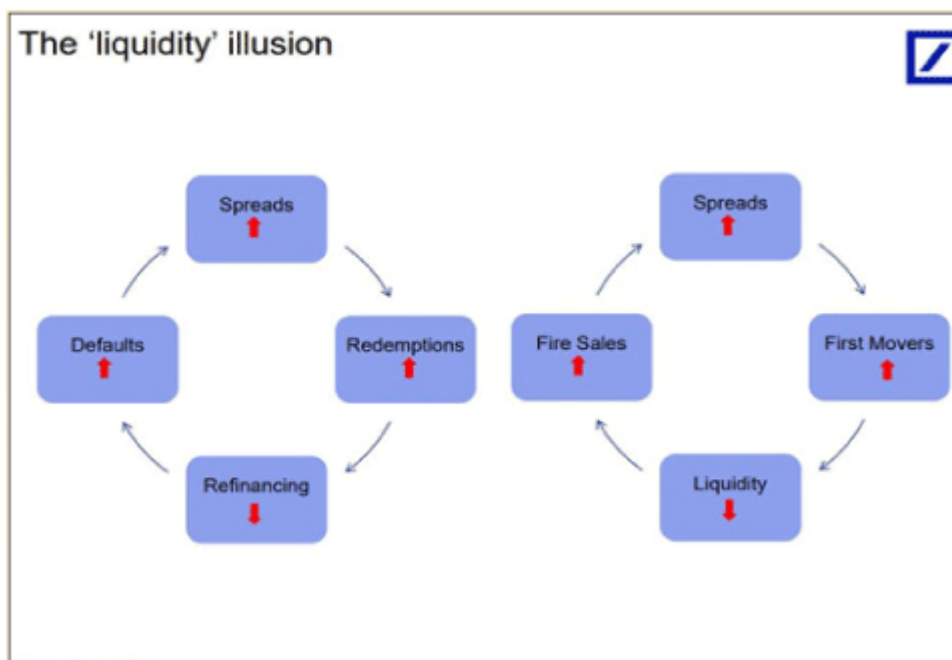 The ‘liquidity’ illusion
Spreads
Defaults
Redemptions
Refinancing
Spreads
Fire Sales
First Movers
Liquidity